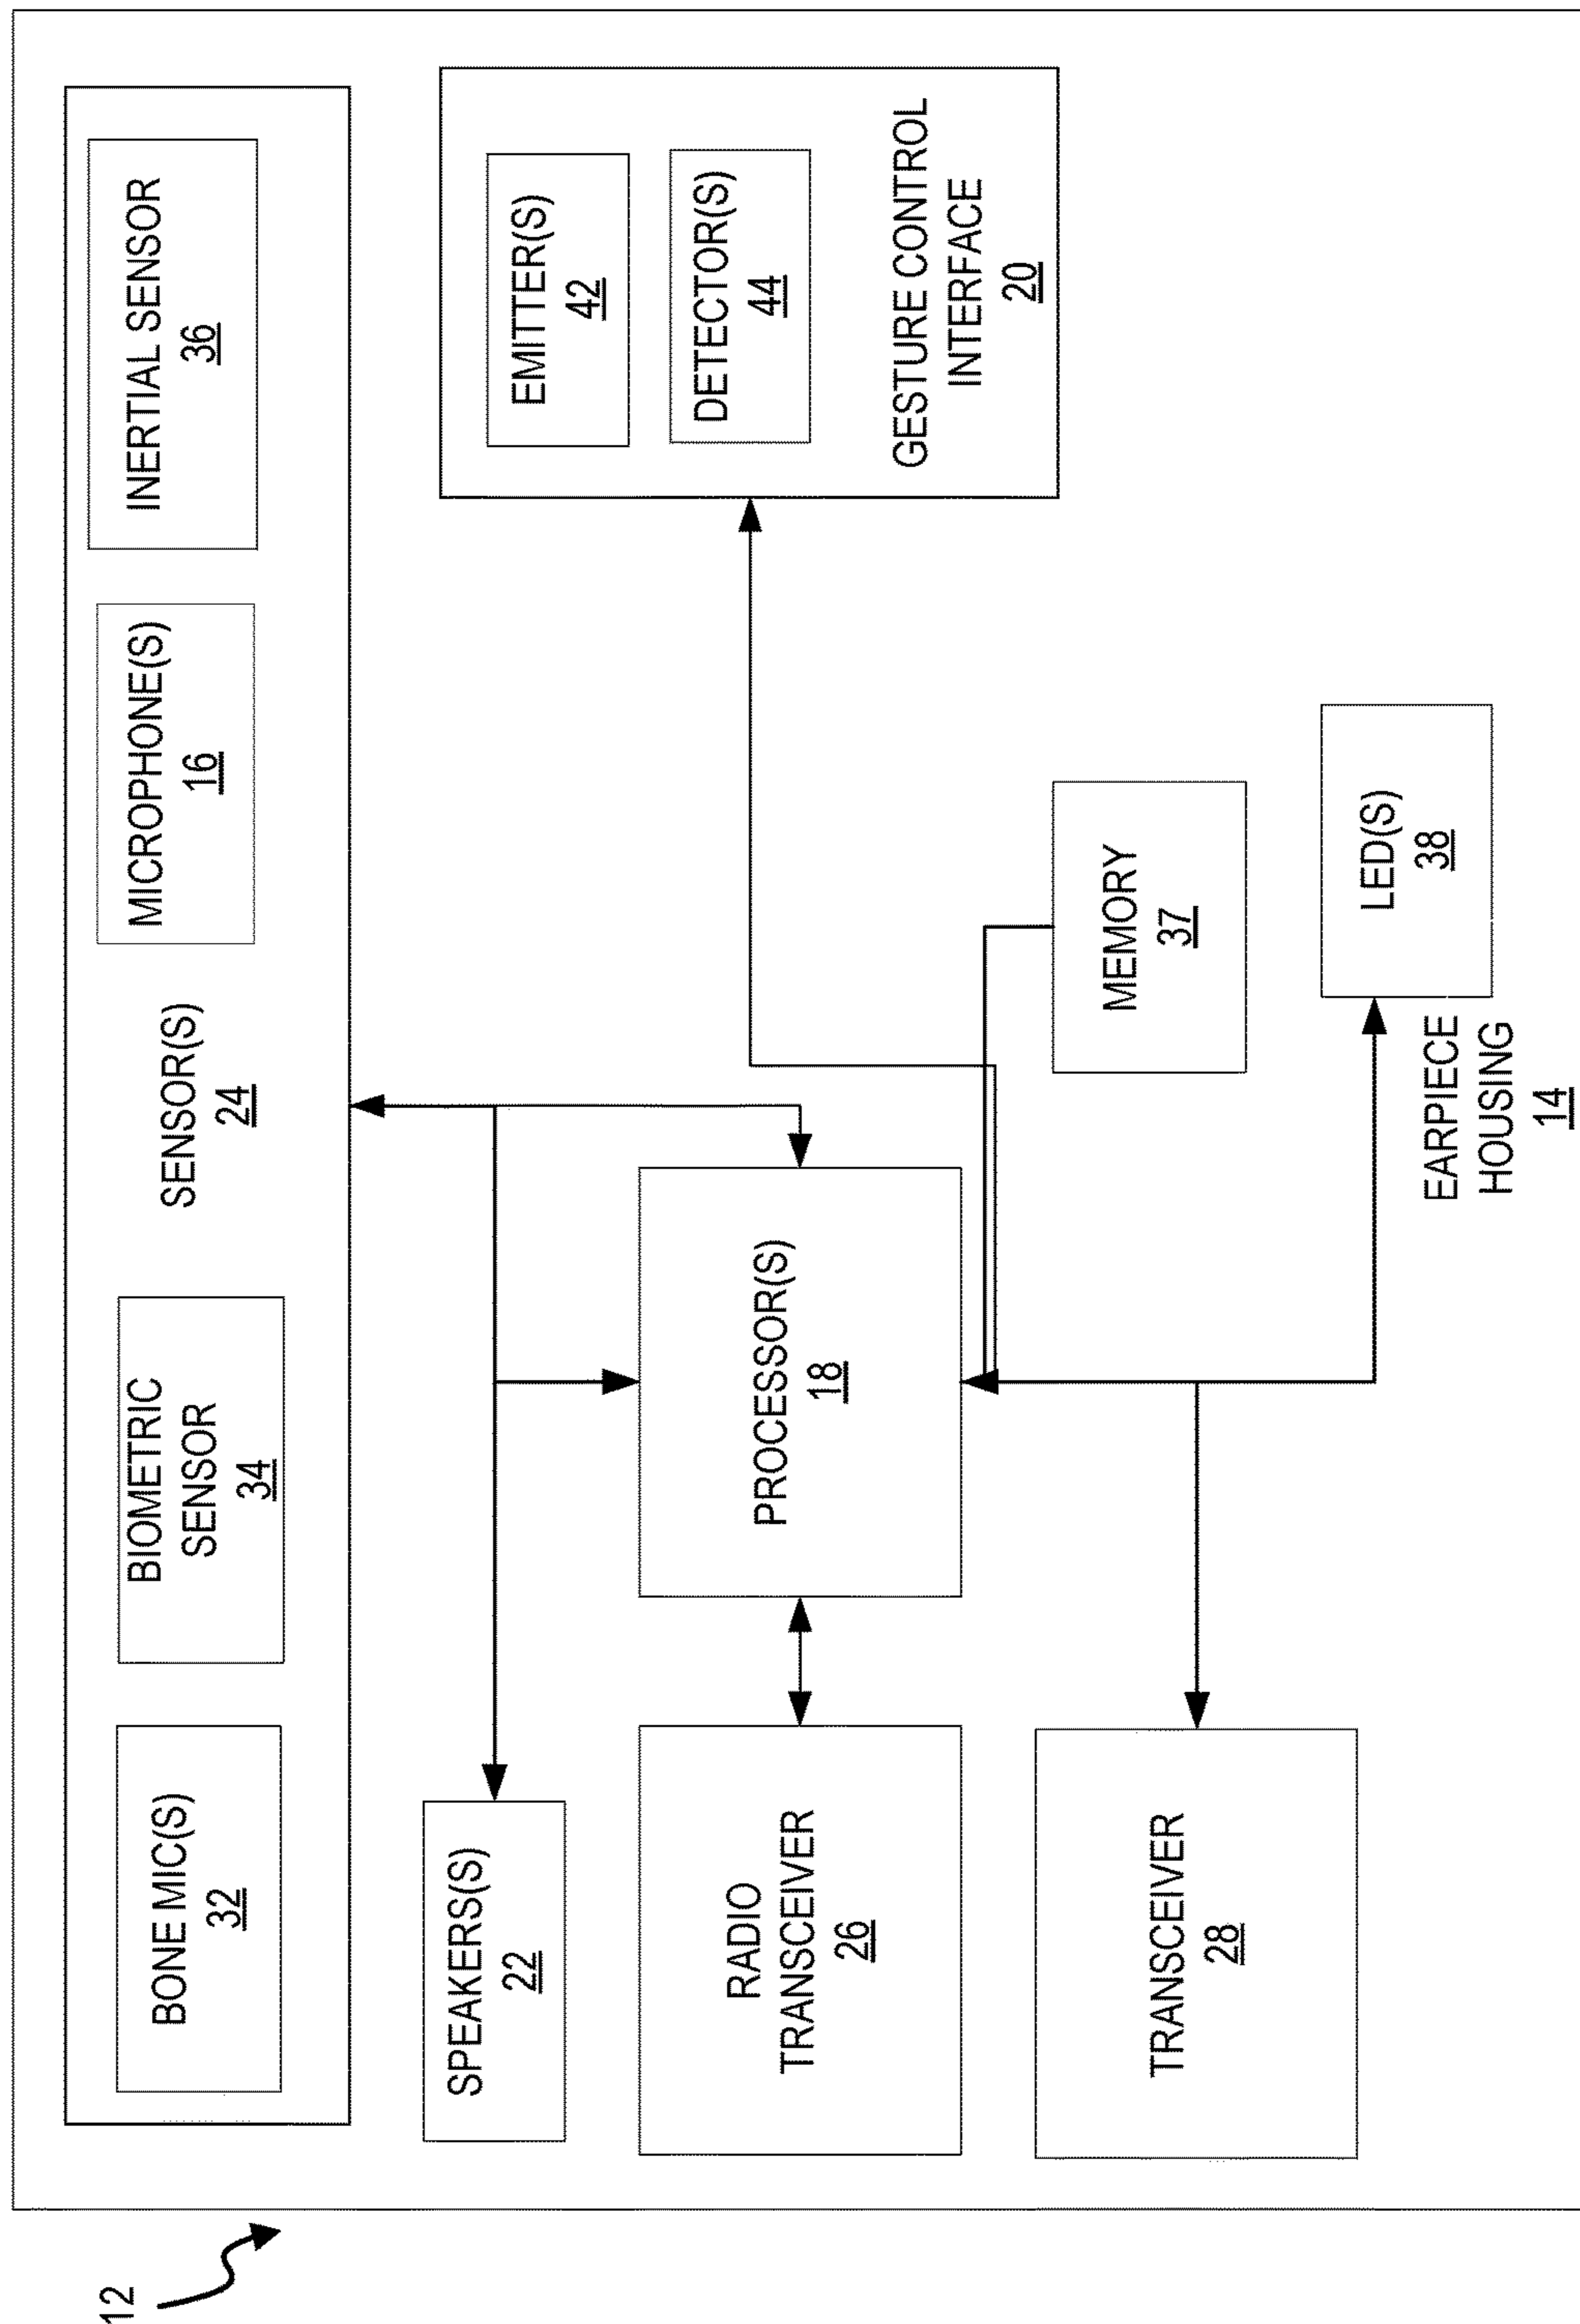 12
BONE MIC(S)
32
BIOMETRIC
SENSOR
34
SENSOR(S)
24
MICROPHONE(S)
16
INERTIAL SENSOR
36
SPEAKERS(S)
22
EMITTER(S)
42
DETECTOR(S)
44
GESTURE CONTROL
INTERFACE
20
RADIO
TRANSCEIVER
26
PROCESSOR(S)
18
TRANSCEIVER
28
MEMORY
37
LED(S)
38
EARPIECE
HOUSING
14